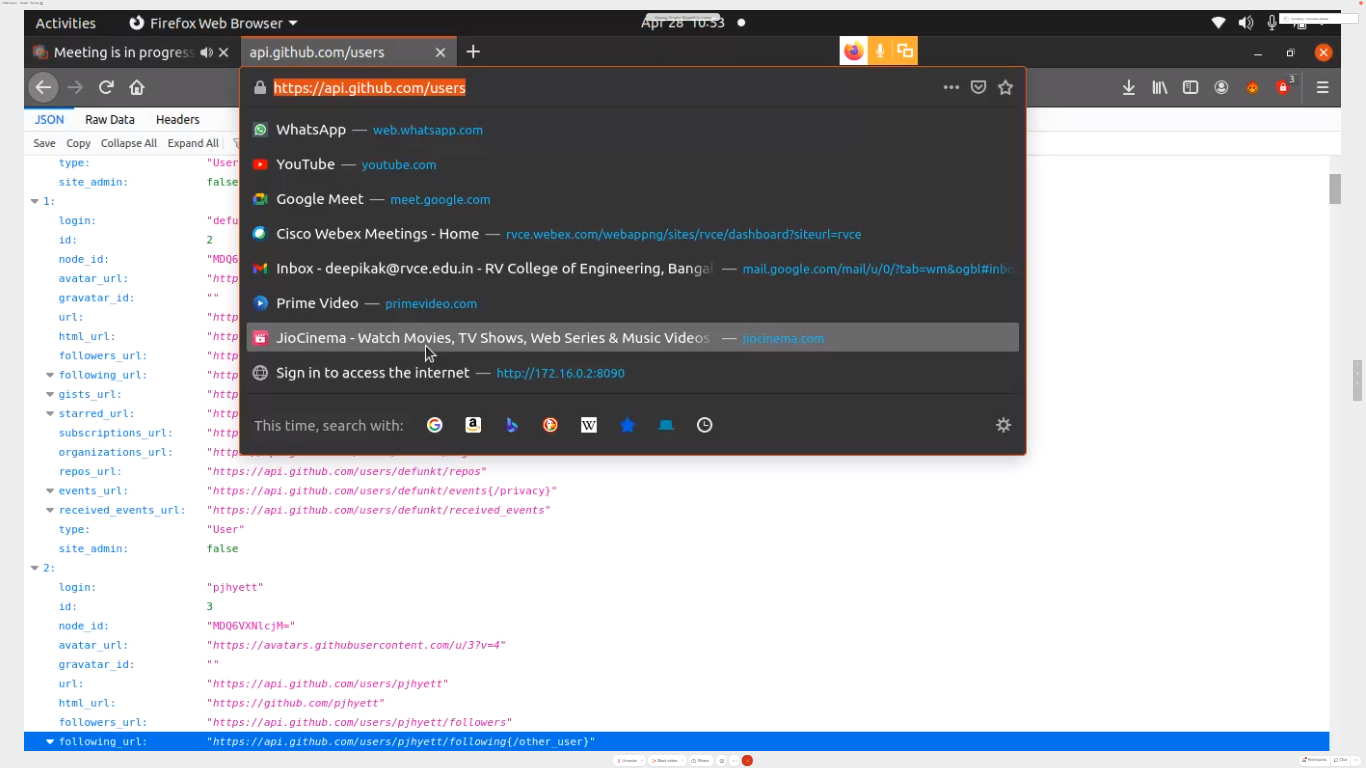 Activities Firefox Web Browser Apr 28 10:53
Meeting is in progress api.github.com/users
https://api.github.com/users 3
JSON Raw Data Headers
Save Copy Collapse All Expand All
WhatsApp — web.whatsapp.com
YouTube — youtube.com
Google Meet — meet.google.com
Cisco Webex Meetings - Home — rvce.webex.com/webappng/sites/rvce/dashboard?siteurl=rvce
Inbox - deepikak@rvce.edu.in - RV College of Engineering, Bangal — mail.google.com/mail/u/0/?tab=wm&ogbl#inbo
Prime Video — primevideo.com
JioCinema - Watch Movies, TV Shows, Web Series & Music Videos — jiocinema.com
Sign in to access the internet — http://172.16.0.2:8090
This time, search with:
type: "User
site_admin: false
1:
login: "defu
id: 2
node_id: "MDQ6
avatar_url: "http
gravatar_id: ""
url: "http
html_url: "http
followers_url: "http
following_url: "http
gists_url: "http
starred_url: "http
subscriptions_url: "http
organizations_url: "http
repos_url: "https://api.github.com/users/defunkt/repos"
events_url: "https://api.github.com/users/defunkt/events{/privacy}"
received_events_url: "https://api.github.com/users/defunkt/received_events"
type: "User"
site_admin: false
2:
login: "pjhyett"
id: 3
node_id: "MDQ6VXNlcjM="
avatar_url: "https://avatars.githubusercontent.com/u/3?v=4"
gravatar_id: ""
url: "https://api.github.com/users/pjhyett"
html_url: "https://github.com/pjhyett"
followers_url: "https://api.github.com/users/pjhyett/followers"
following_url: "https://api.github.com/users/pjhyett/following{/other_user}"
Unmute Start video Share Participants Chat